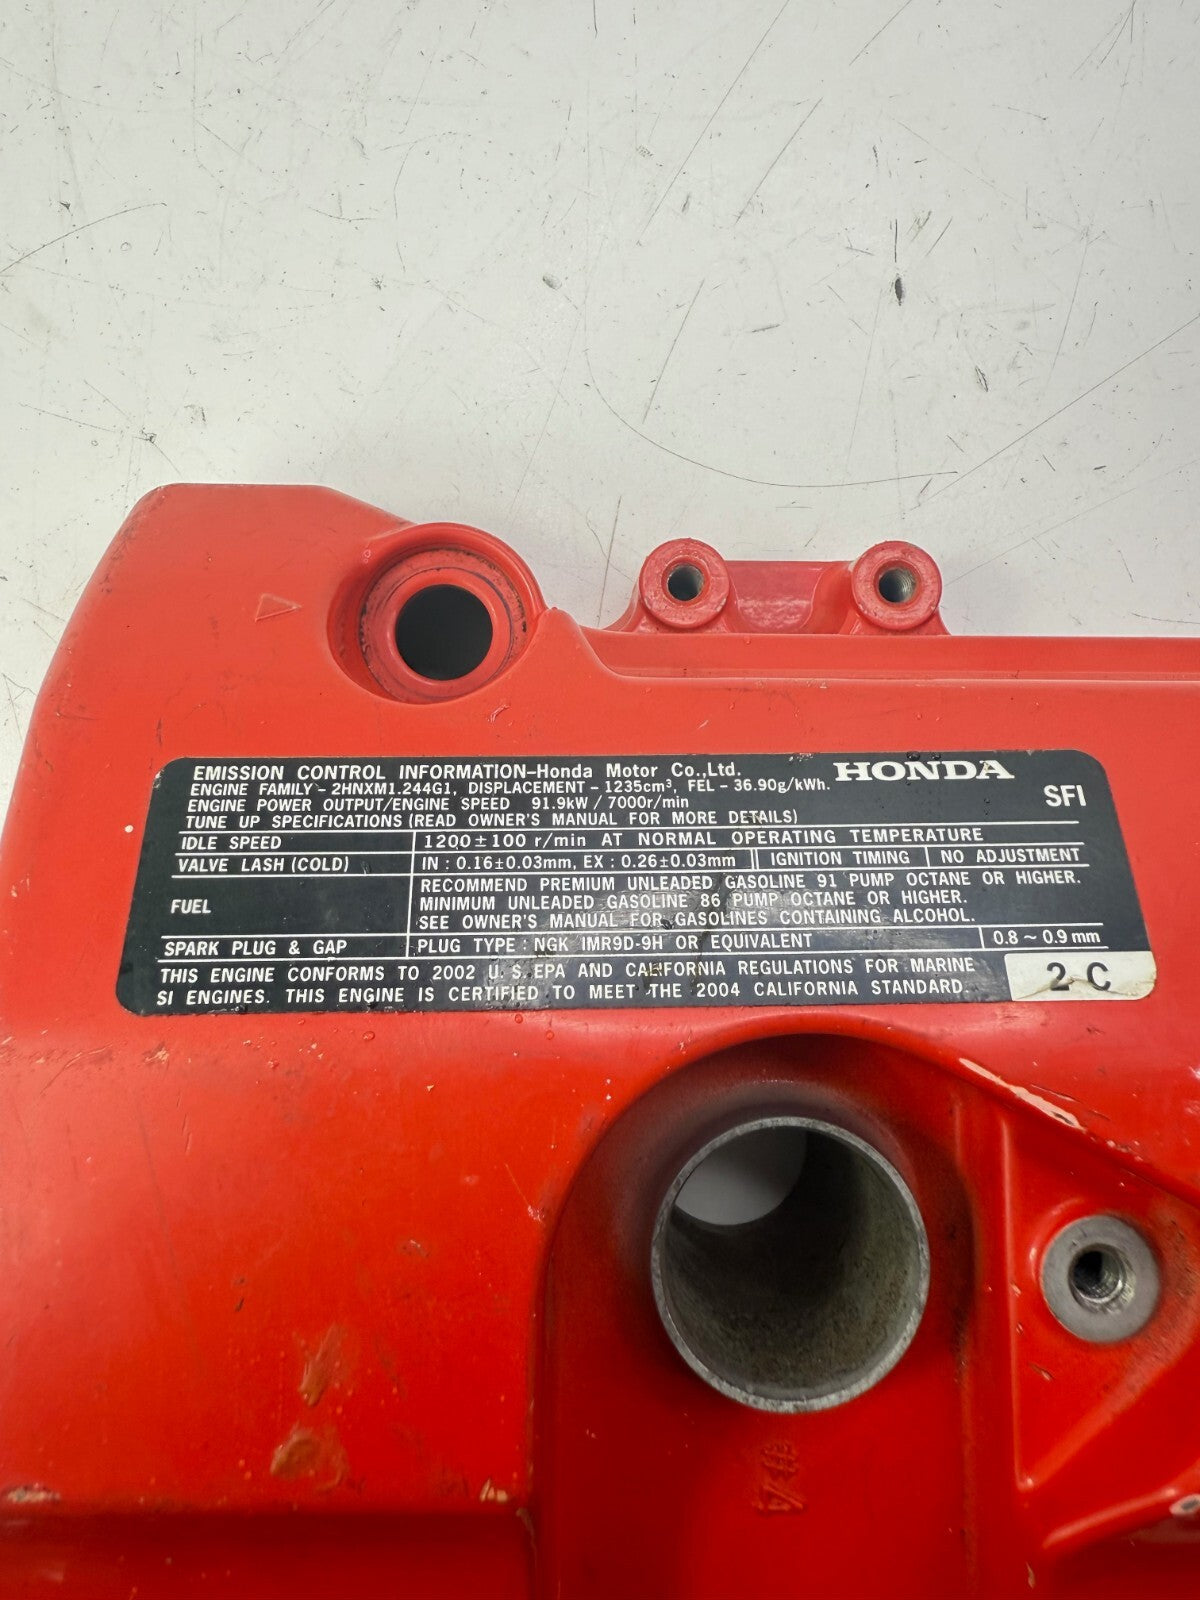 EMISSION CONTROL INFORMATION-Honda Motor Co.,Ltd. HONDA
ENGINE FAMILY - 2HNXM1.244G1, DISPLACEMENT - 1235cm³, FEL - 36.90g/kWh.
ENGINE POWER OUTPUT/ENGINE SPEED 91.9kW / 7000r/min SFI
TUNE UP SPECIFICATIONS (READ OWNER'S MANUAL FOR MORE DETAILS)
IDLE SPEED 1200±100 r/min AT NORMAL OPERATING TEMPERATURE
VALVE LASH (COLD) IN : 0.16±0.03mm, EX : 0.26±0.03mm IGNITION TIMING NO ADJUSTMENT
FUEL RECOMMEND PREMIUM UNLEADED GASOLINE 91 PUMP OCTANE OR HIGHER.
MINIMUM UNLEADED GASOLINE 86 PUMP OCTANE OR HIGHER.
SEE OWNER'S MANUAL FOR GASOLINES CONTAINING ALCOHOL.
SPARK PLUG & GAP PLUG TYPE : NGK IMR9D-9H OR EQUIVALENT 0.8 ~ 0.9 mm
THIS ENGINE CONFORMS TO 2002 U.S. EPA AND CALIFORNIA REGULATIONS FOR MARINE
SI ENGINES. THIS ENGINE IS CERTIFIED TO MEET THE 2004 CALIFORNIA STANDARD.
2 C